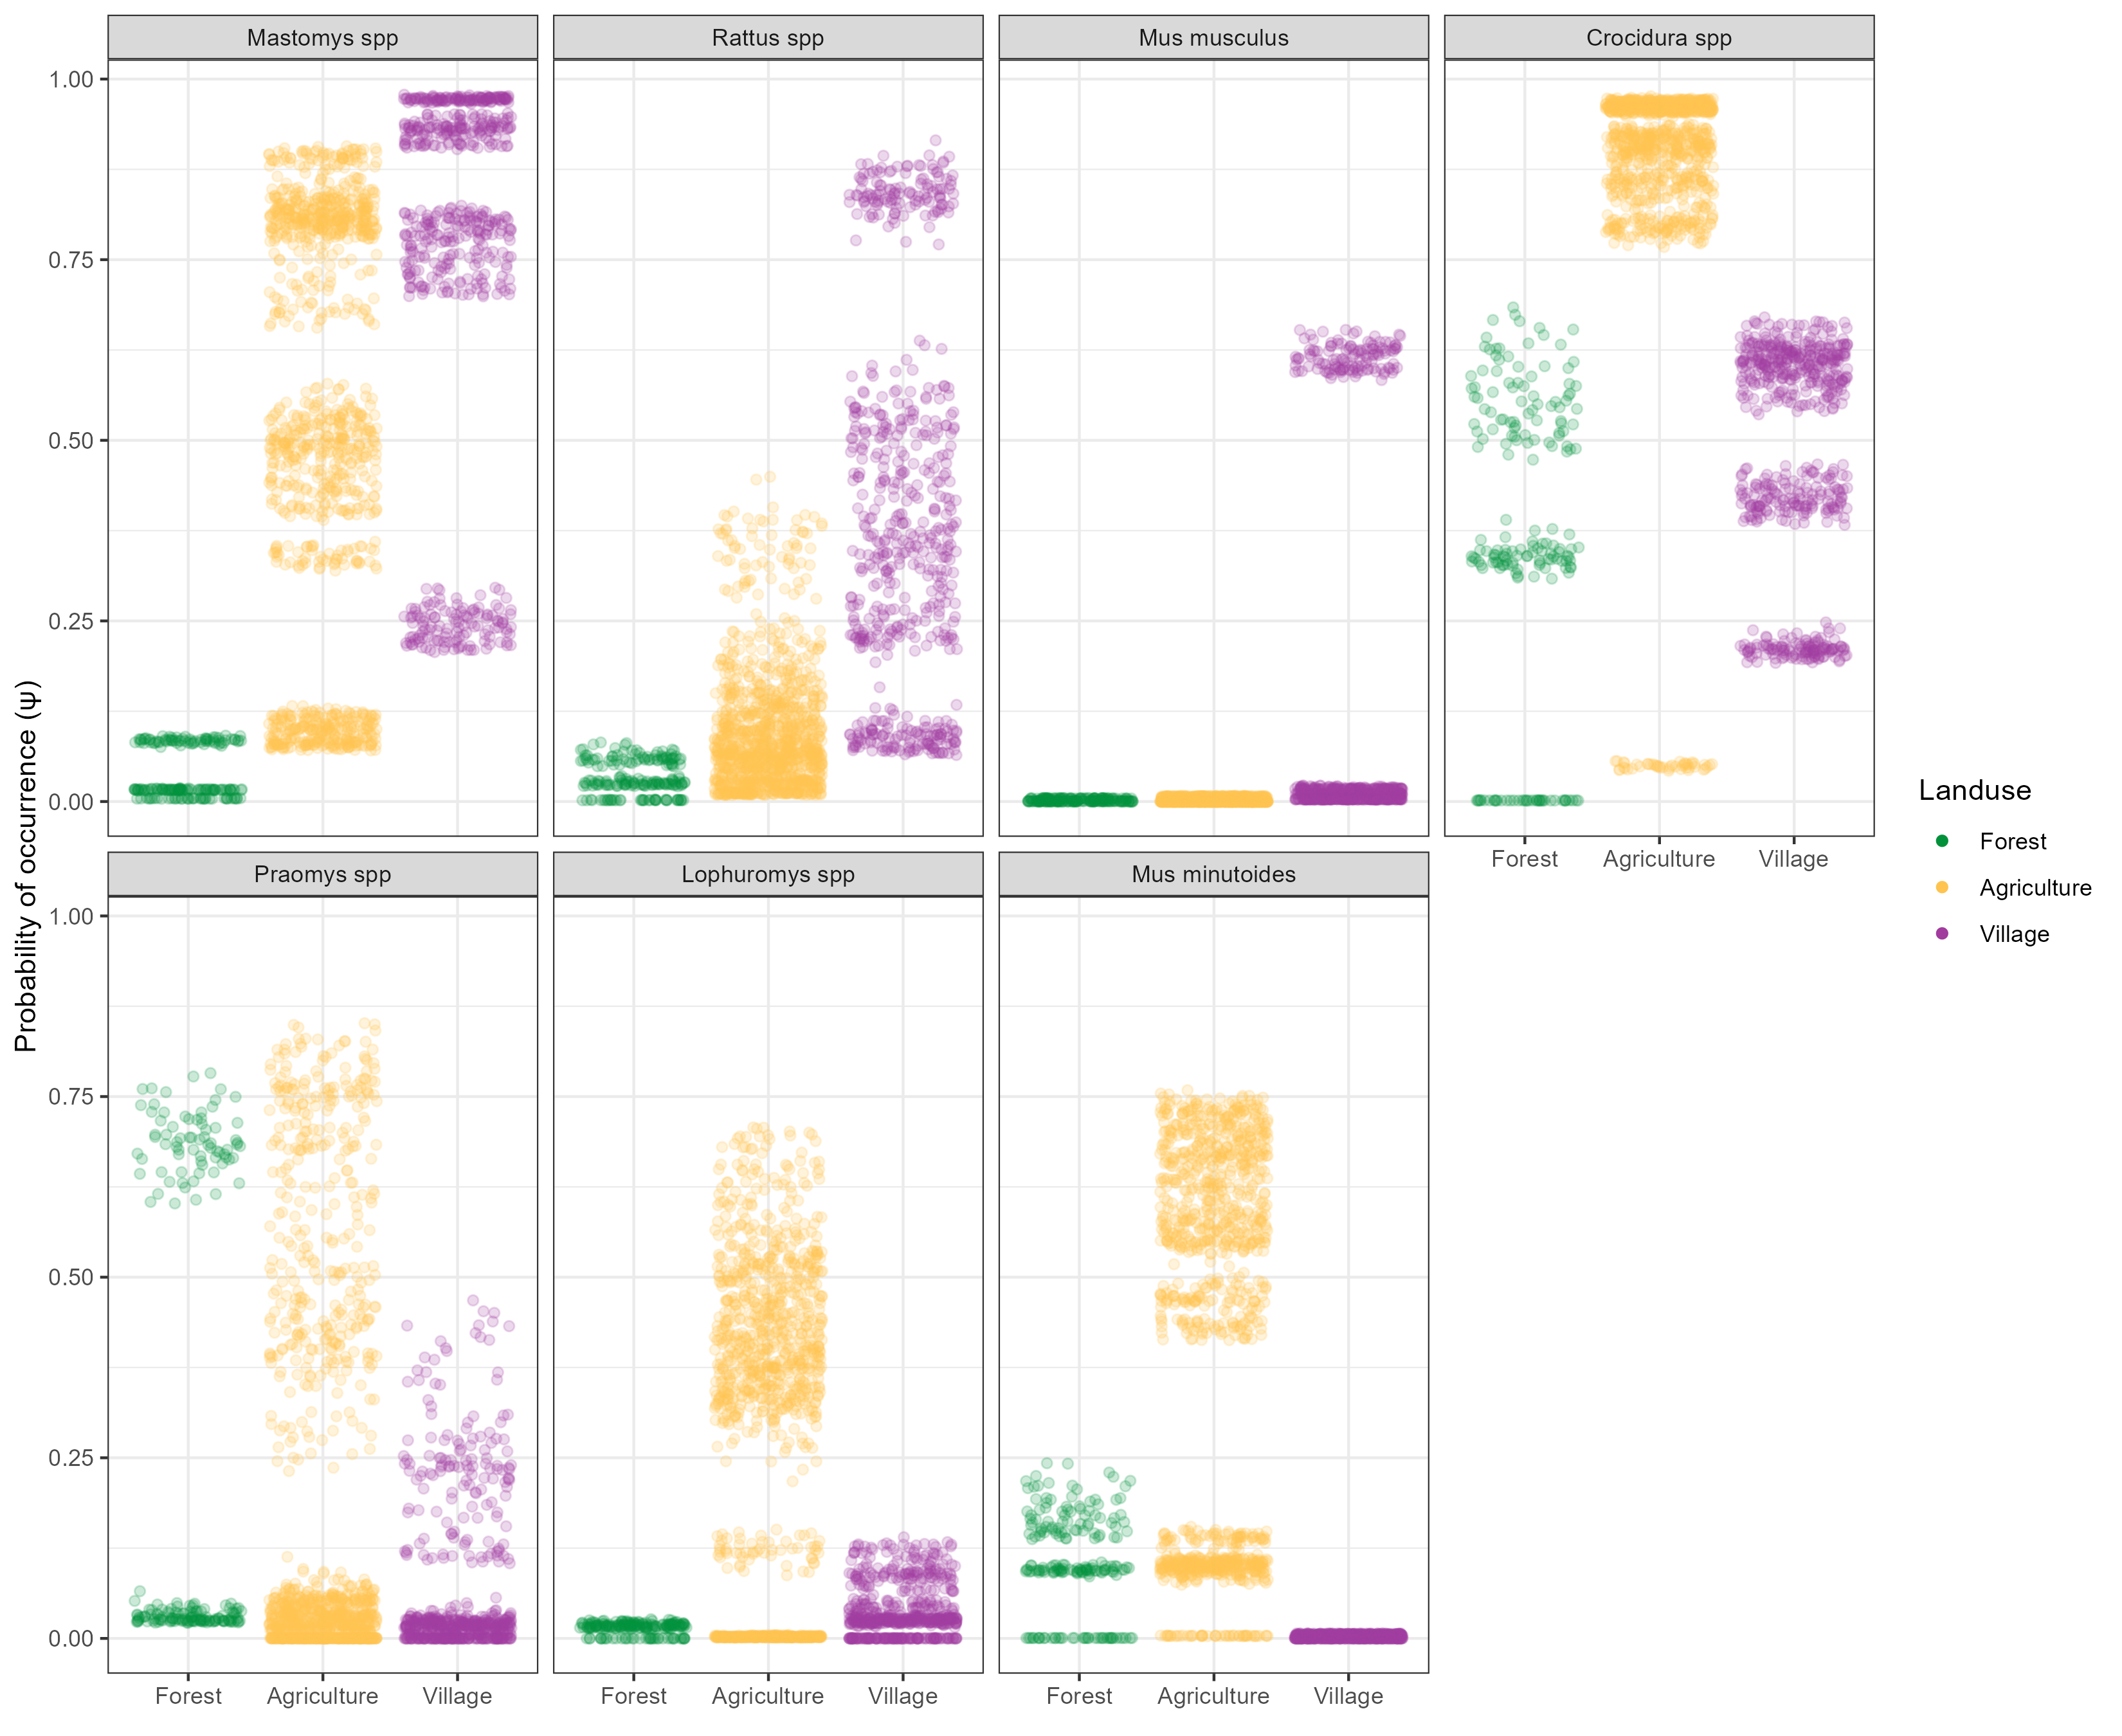 Mastomys spp
Rattus spp
Mus musculus
Crocidura spp
1.00
0.75
0.50
0.25
0.00
Forest
Agriculture
Village
Praomys spp
Lophuromys spp
Mus minutoides
1.00
0.75
0.50
0.25
0.00
Forest
Agriculture
Village
Forest
Agriculture
Village
Forest
Agriculture
Village
Probability of occurrence (ψ)
Landuse
Forest
Agriculture
Village